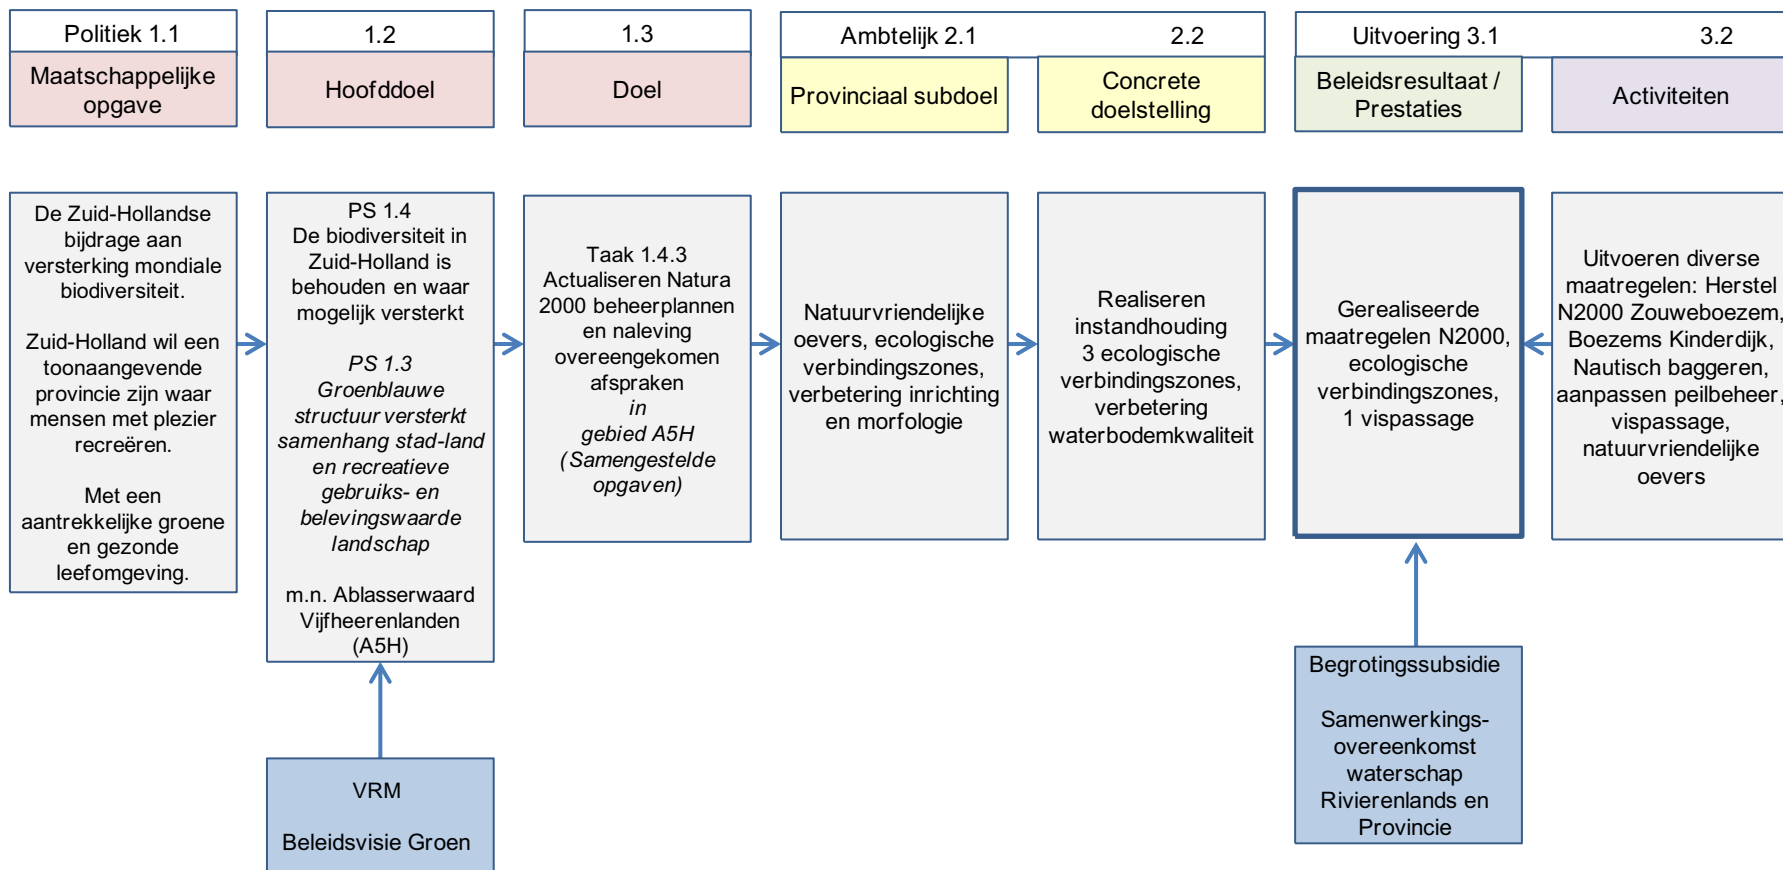 Politiek 1.1
1.2
1.3
Ambtelijk 2.1
2.2
Uitvoering 3.1
3.2
Maatschappelijke
opgave
Hoofddoel
Doel
Provinciaal subdoel
Concrete
doelstelling
Beleidsresultaat /
Prestaties
Activiteiten
De Zuid-Hollandse
bijdrage aan
versterking mondiale
biodiversiteit.
Zuid-Holland wil een
toonaangevende
provincie zijn waar
mensen met plezier
recreëren.
Met een
aantrekkelijke groene
en gezonde
leefomgeving.
PS 1.4
De biodiversiteit in
Zuid-Holland is
behouden en waar
mogelijk versterkt
PS 1.3
Groenblauwe
structuur versterkt
samenhang stad-land
en recreatieve
gebruiks- en
belevingswaarde
landschap
m.n. Ablasserwaard
Vijfheerenlanden
(A5H)
Taak 1.4.3
Actualiseren Natura
2000 beheerplannen
en naleving
overeengekomen
afspraken
in
gebied A5H
(Samengestelde
opgaven)
Natuurvriendelijke
oevers, ecologische
verbindingszones,
verbetering inrichting
en morfologie
Realiseren
instandhouding
3 ecologische
verbindingszones,
verbetering
waterbodemkwaliteit
Gerealiseerde
maatregelen N2000,
ecologische
verbindingszones,
1 vispassage
Uitvoeren diverse
maatregelen: Herstel
N2000 Zouweboezem,
Boezems Kinderdijk,
Nautisch baggeren,
aanpassen peilbeheer,
vispassage,
natuurvriendelijke
oevers
VRM
Beleidsvisie Groen
Begrotingssubsidie
Samenwerkings-
overeenkomst
waterschap
Rivierenlands en
Provincie